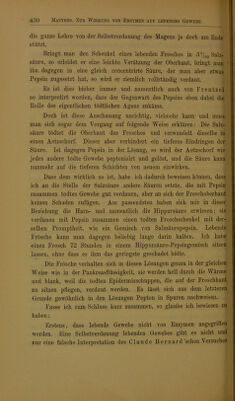 430 MATTHES, ZUR WIRKUNG VON ENZYMEN AUF LEBENDES GEWEBE.
die ganze Lehre von der Selbstverdauung des Magens ja doch am Ende
stützt.
Bringt man den Schenkel eines lebenden Frosches in Salz-
säure, so erleidet er eine leichte Verätzung der Oberhaut, bringt man
ihn dagegen in eine gleich concentrirte Säure, der man aber etwas
Pepsin zugesetzt hat, so wird er ziemlich vollständig verdaut.
Es ist dies bisher immer und namentlich auch von Frentzel
so interpretirt worden, dass der Gegenwart des Pepsins eben dabei die
Rolle des eigentlichen tödtlichen Agens zukäme.
Doch ist diese Anschauung unrichtig, vielmehr kann und muss
man sich sogar den Vorgang auf folgende Weise erklären: Die Salz-
säure tödtet die Oberhaut des Frosches und verwandelt dieselbe in
einen Aetzschorf. Dieser aber verhindert ein tieferes Eindringen der
Säure. Ist dagegen Pepsin in der Lösung, so wird der Aetzschorf wie
jedes andere todte Gewebe peptonisirt und gelöst, und die Säure kann
nunmehr auf die tieferen Schichten von neuem einwirken.
Dass dem wirklich so ist, habe ich dadurch beweisen können, dass
ich an die Stelle der Salzsäure andere Säuren setzte, die mit Pepsin
zusammen todtes Gewebe gut verdauen, aber an sich der Froschoberhaut
keinen Schaden zufügen. Am passendsten haben sich mir in dieser
Beziehung die Harn- und namentlich die Hippursäure erwiesen; sie
verdauen mit Pepsin zusammen einen todten Froschschenkel mit der-
selben Promptheit, wie ein Gemisch von Salzsäurepepsin. Lebende
Frösche kann man dagegen beliebig lange darin halten. Ich habe
einen Frosch 72 Stunden in einem Hippursäure-Pepsingemisch sitzen
lassen, ohne dass es ihm das geringste geschadet hätte.
Die Frösche verhalten sich in diesen Lösungen genau in der gleichen
Weise wie in der Pankreasflüssigkeit, sie werden hell durch die Wärme
und blank, weil die todten Epidermisschuppen, die auf der Froschhaut
zu sitzen pflegen, verdaut werden. Es lässt sich aus dem letzteren
Grunde gewöhnlich in den Lösungen Pepton in Spuren nachweisen.
Fasse ich zum Schluss kurz zusammen, so glaube ich bewiesen zu
haben:
Erstens, dass lebende Gewebe nicht von Enzymen angegriffen
werden. Eine Selbstverdauung lebenden Gewebes gibt es nicht und
nur eine falsche Interpretation des Claude Bernard'schen Versuches